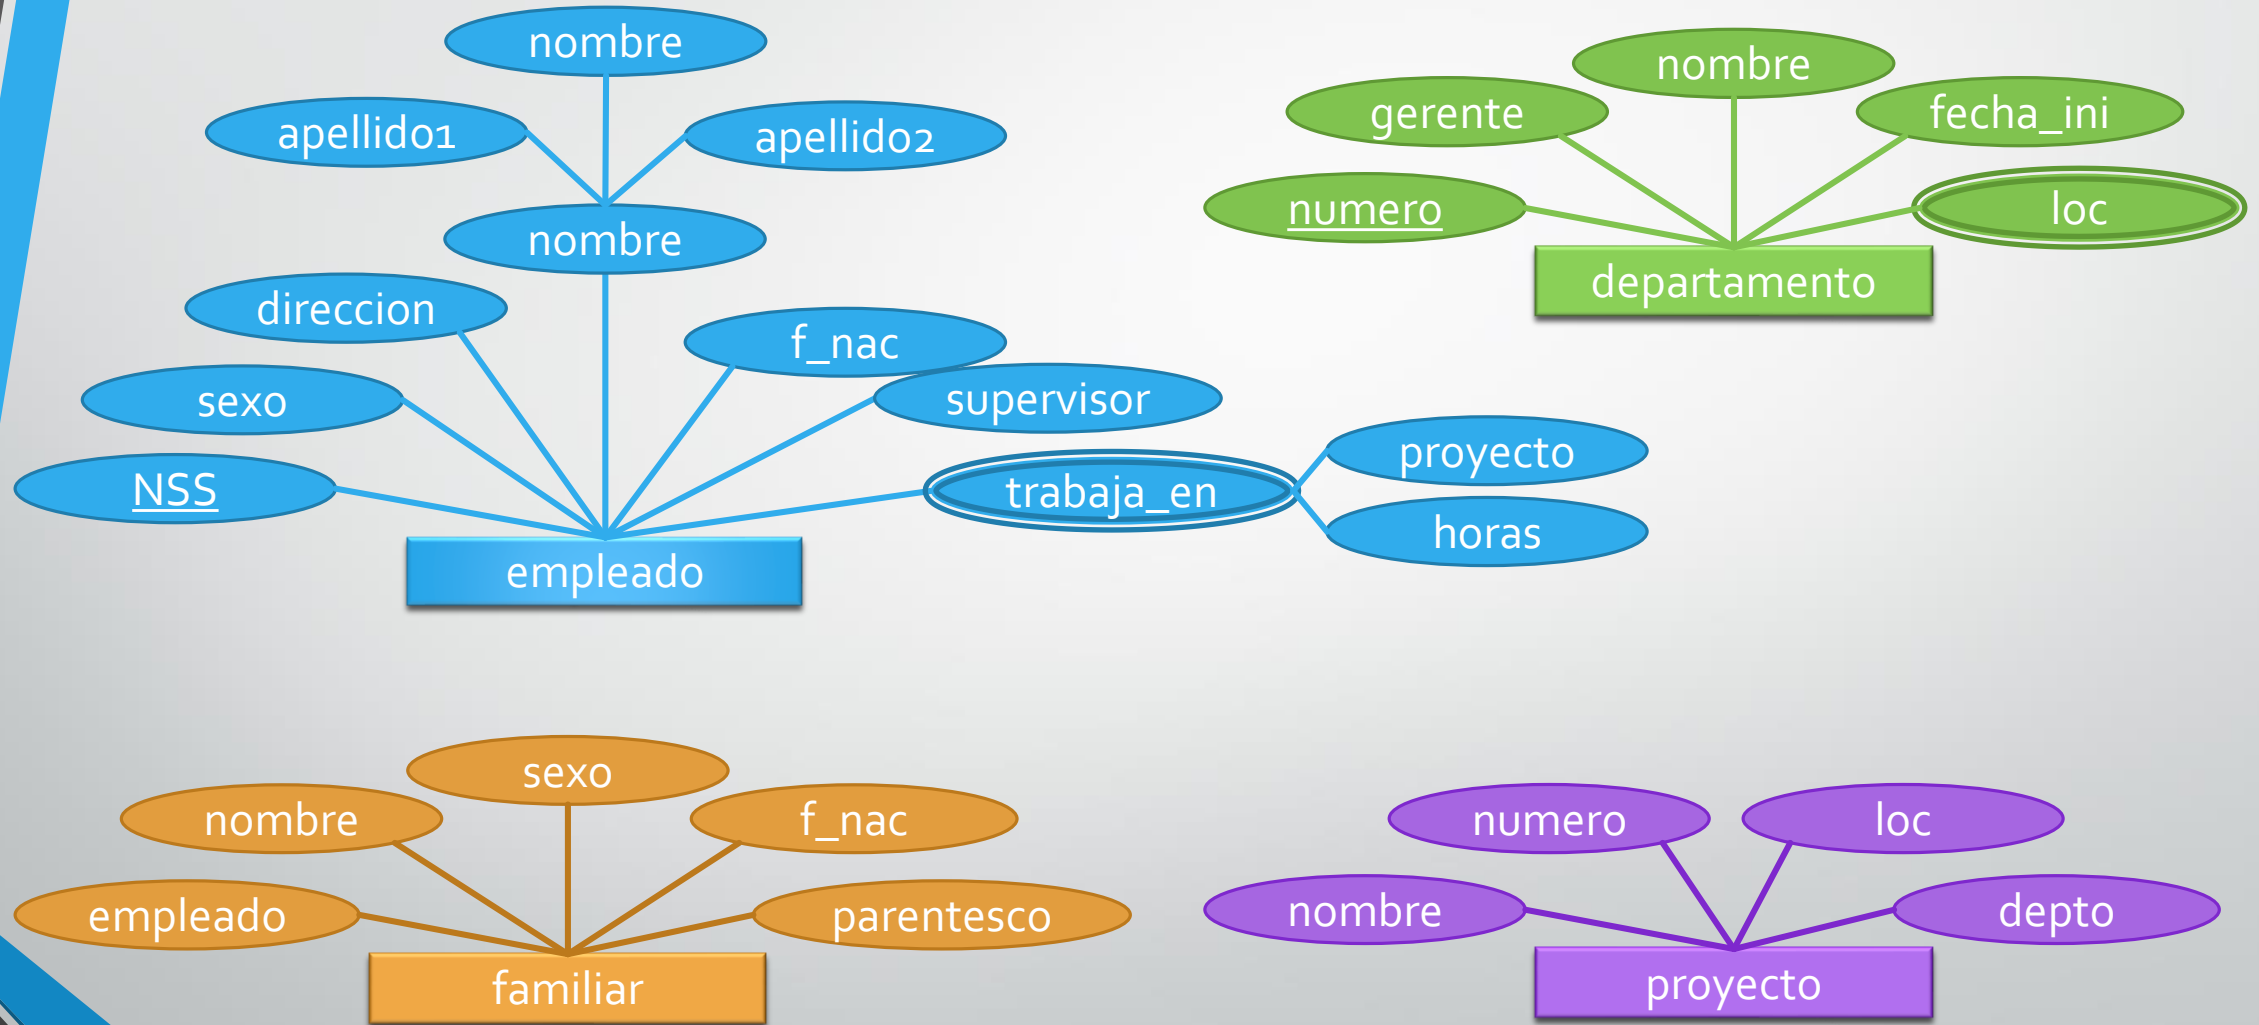 nombre
apellido1
apellido2
nombre
direccion
f_nac
sexo
supervisor
NSS
trabaja_en
proyecto
horas
empleado
nombre
gerente
fecha_ini
numero
loc
departamento
sexo
nombre
f_nac
empleado
parentesco
familiar
numero
loc
nombre
depto
proyecto